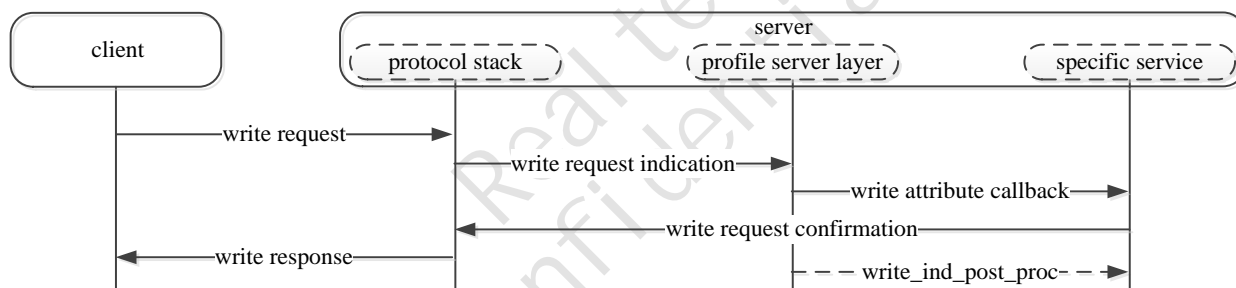 server
client
protocol stack
profile server layer
specific service
write request
write request indication
write attribute callback
write request confirmation
write response
write_ind_post_proc